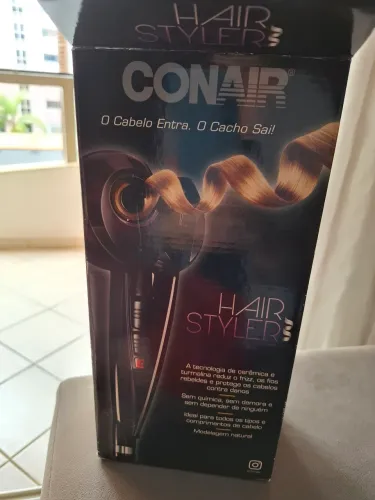 HAIR
STYLER
CONAIR
O Cabelo Entra. O Cacho Sai!
HAIR
STYLER
A tecnologia de cerâmica e
turmalina reduz o frizz, os fios
rebeldes e protege os cabelos
contra danos
Sem química, sem demora e
sem depender de ninguém
Ideal para todos os tipos e
comprimentos de cabelo
Modelagem natural